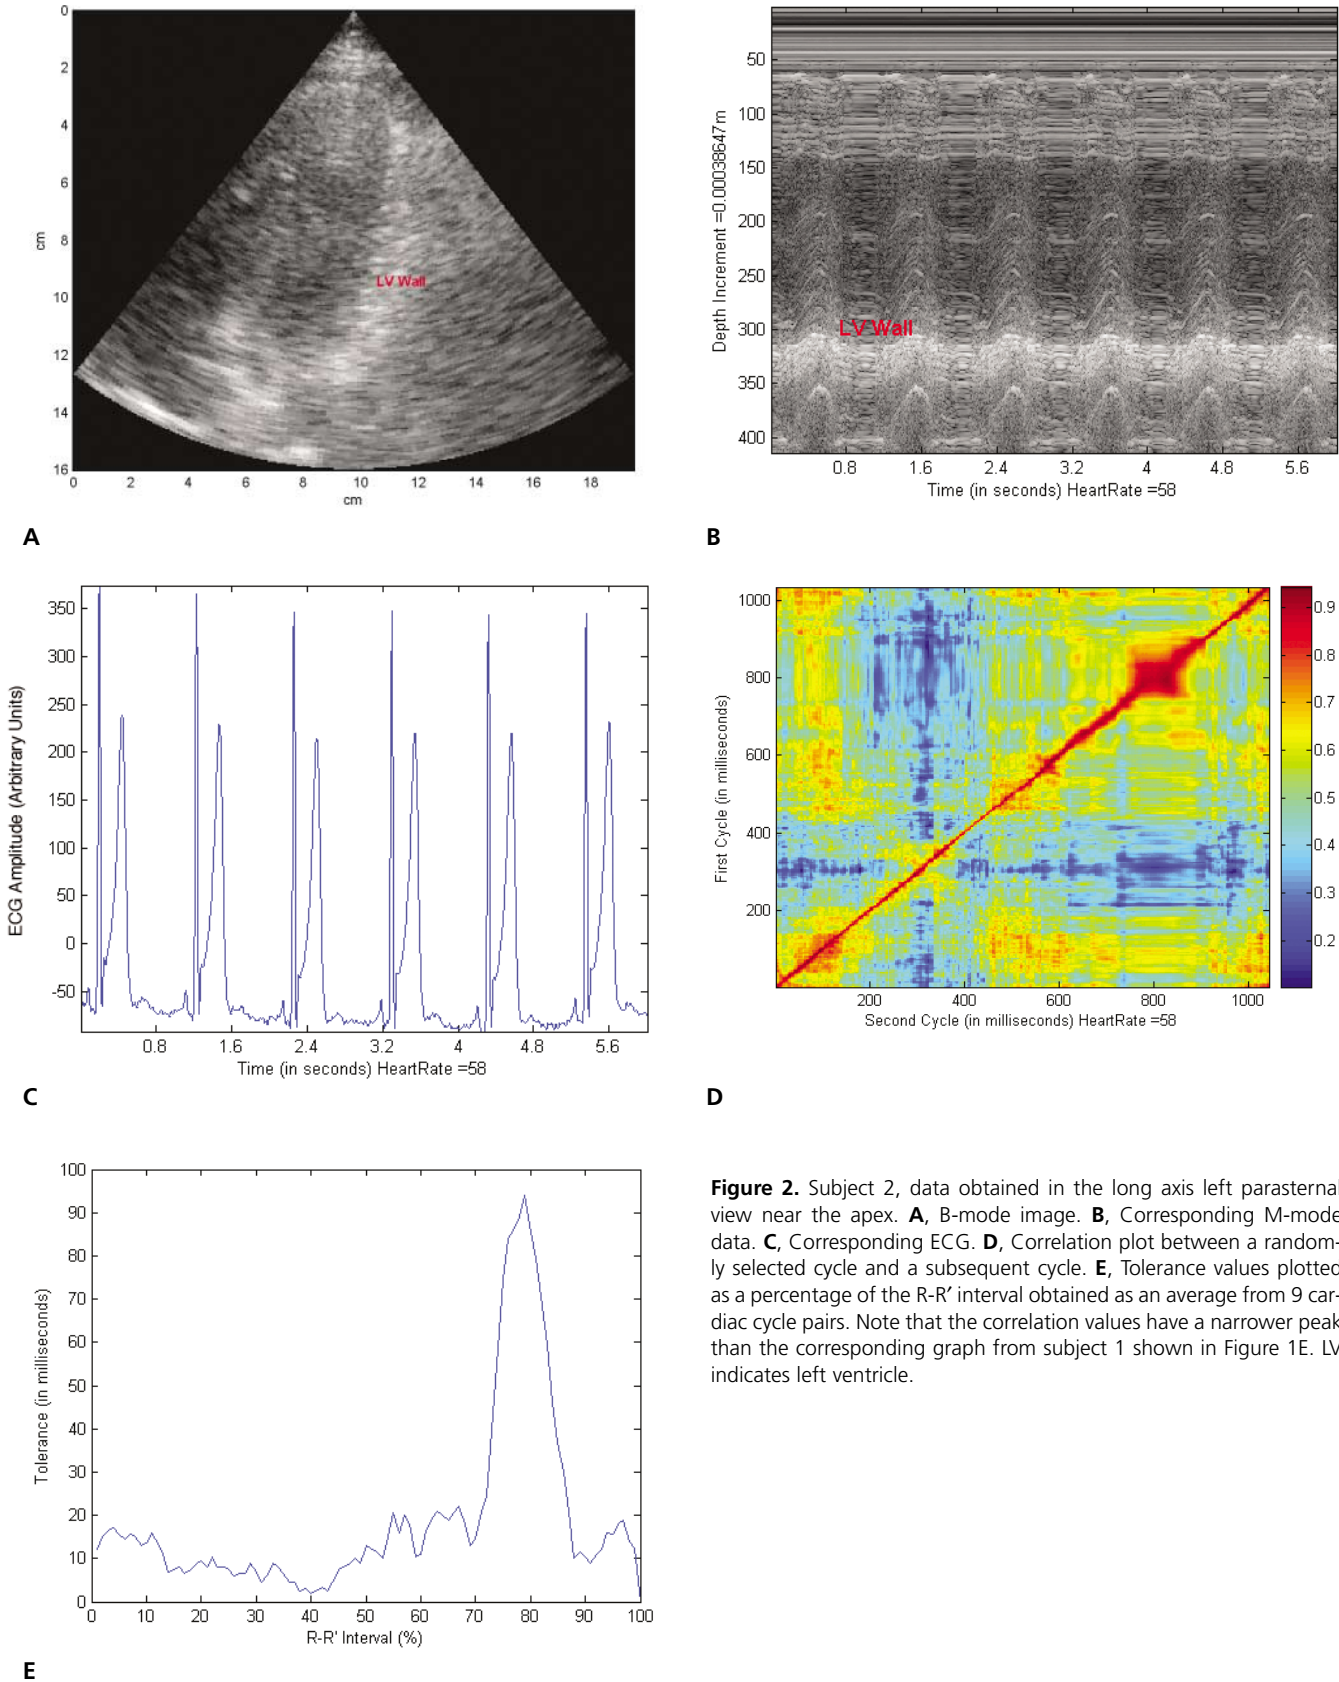 0
2
4
6
8
10
12
14
16
cm
LV Wall
0 2 4 6 8 10 12 14 16 18
cm
A
50
100
150
200
250
300
350
400
Depth Increment =0.00038647m
LV Wall
0.8 1.6 2.4 3.2 4 4.8 5.6
Time (in seconds) HeartRate =58
B
350
300
250
200
150
100
50
0
-50
ECG Amplitude (Arbitrary Units)
0.8 1.6 2.4 3.2 4 4.8 5.6
Time (in seconds) HeartRate =58
C
1000
800
600
400
200
First Cycle (in milliseconds)
200 400 600 800 1000
Second Cycle (in milliseconds) HeartRate =58
0.9
0.8
0.7
0.6
0.5
0.4
0.3
0.2
D
100
90
80
70
60
50
40
30
20
10
0
Tolerance (in milliseconds)
0 10 20 30 40 50 60 70 80 90 100
R-R' Interval (%)
E
Figure 2. Subject 2, data obtained in the long axis left parasternal
view near the apex. A, B-mode image. B, Corresponding M-mode
data. C, Corresponding ECG. D, Correlation plot between a random-
ly selected cycle and a subsequent cycle. E, Tolerance values plotted
as a percentage of the R-R′ interval obtained as an average from 9 car-
diac cycle pairs. Note that the correlation values have a narrower peak
than the corresponding graph from subject 1 shown in Figure 1E. LV
indicates left ventricle.